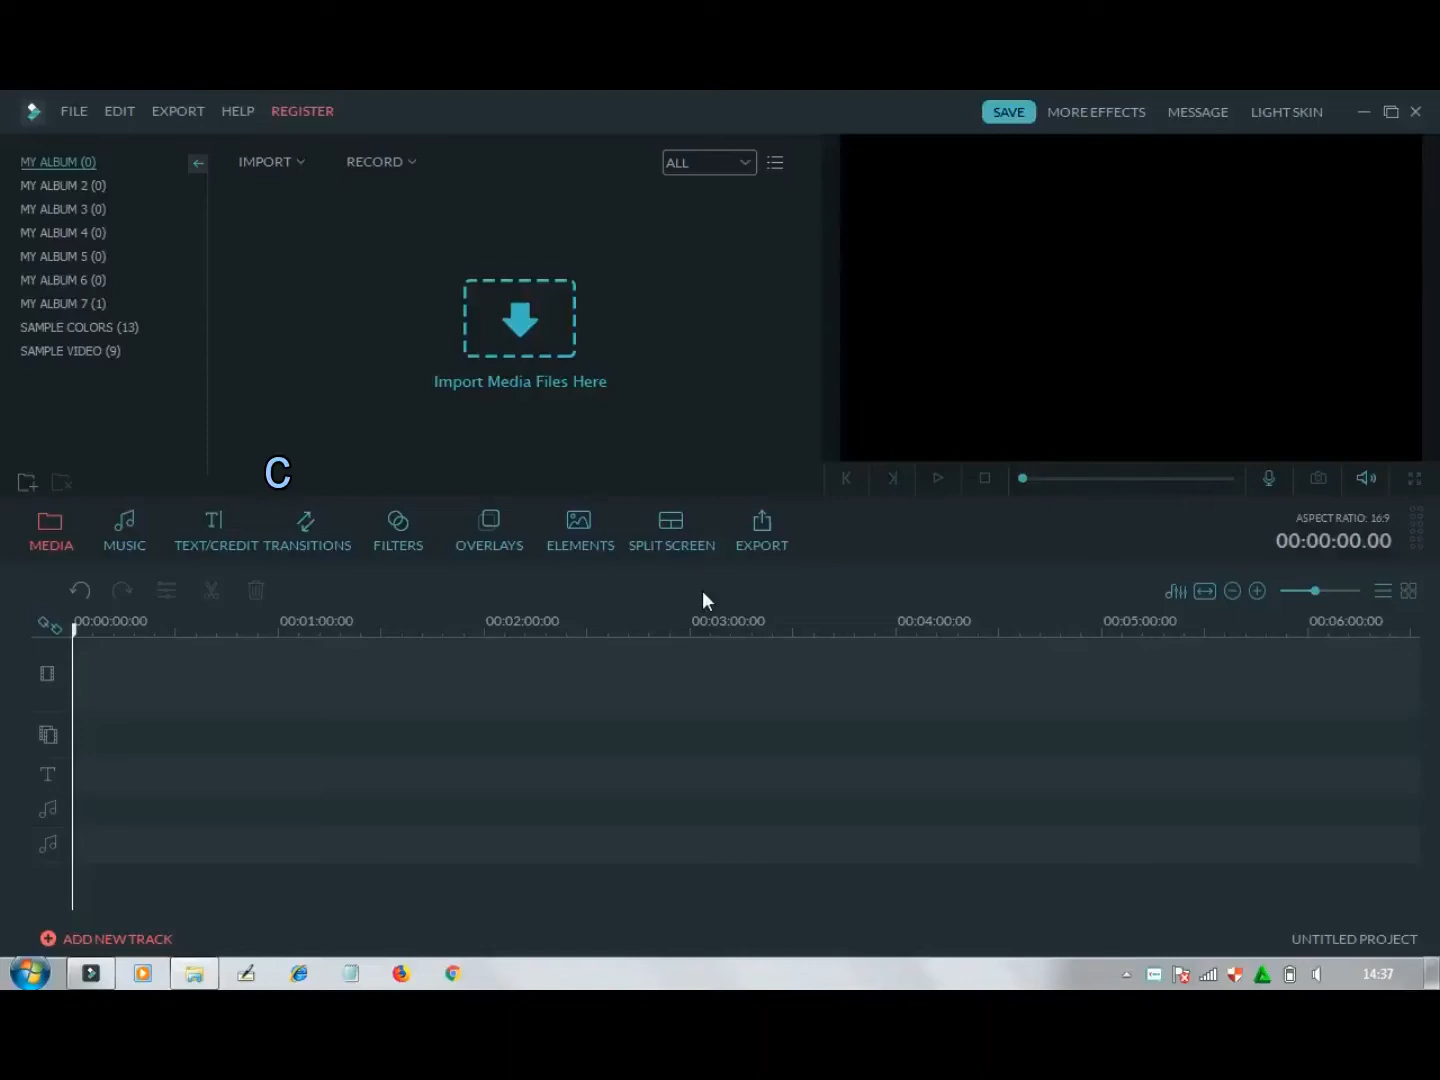 FILE EDIT EXPORT HELP REGISTER SAVE MORE EFFECTS MESSAGE LIGHT SKIN
MY ALBUM (0) IMPORT RECORD ALL
MY ALBUM 2 (0)
MY ALBUM 3 (0)
MY ALBUM 4 (0)
MY ALBUM 5 (0)
MY ALBUM 6 (0)
MY ALBUM 7 (1)
SAMPLE COLORS (13)
SAMPLE VIDEO (9)
Import Media Files Here
C
MEDIA MUSIC TEXT/CREDIT TRANSITIONS FILTERS OVERLAYS ELEMENTS SPLIT SCREEN EXPORT
ASPECT RATIO: 16:9
00:00:00.00
00:00:00:00 00:01:00:00 00:02:00:00 00:03:00:00 00:04:00:00 00:05:00:00 00:06:00:00
ADD NEW TRACK UNTITLED PROJECT
14:37